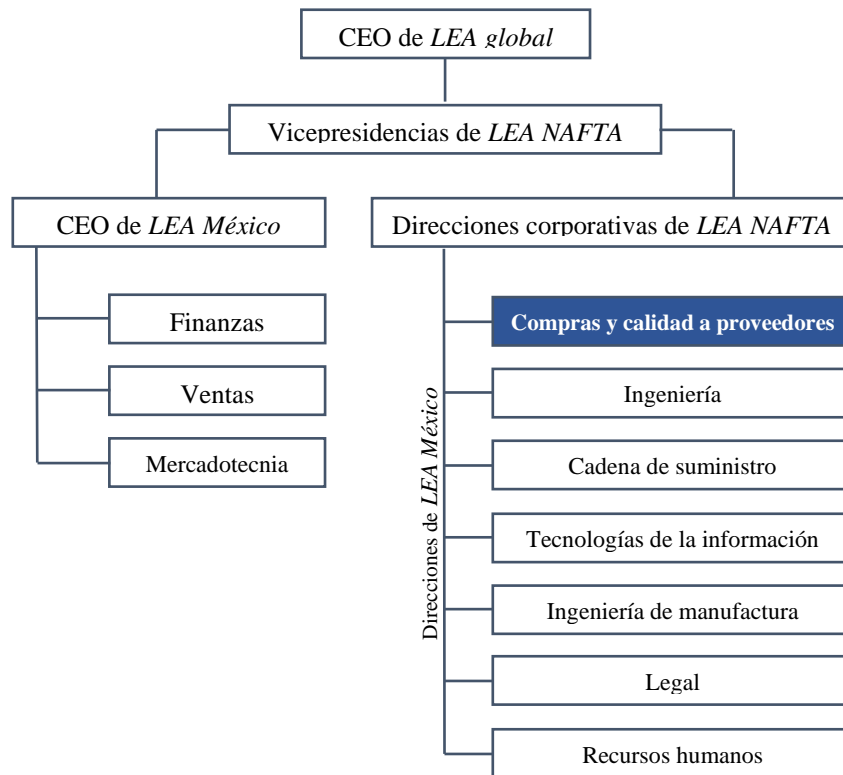 CEO de LEA global
Vicepresidencias de LEA NAFTA
CEO de LEA México
Direcciones corporativas de LEA NAFTA
Finanzas
Ventas
Mercadotecnia
Direcciones de LEA México
Compras y calidad a proveedores
Ingeniería
Cadena de suministro
Tecnologías de la información
Ingeniería de manufactura
Legal
Recursos humanos